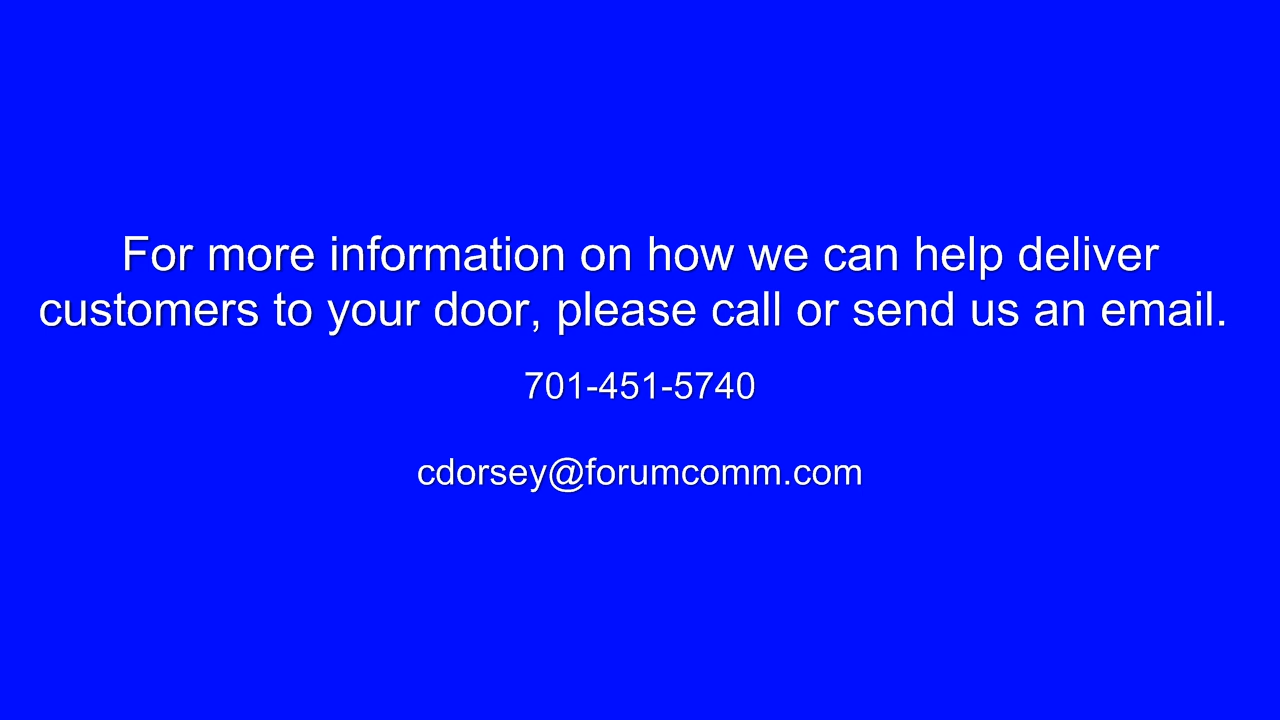 For more information on how we can help deliver
customers to your door, please call or send us an email.
701-451-5740
cdorsey@forumcomm.com